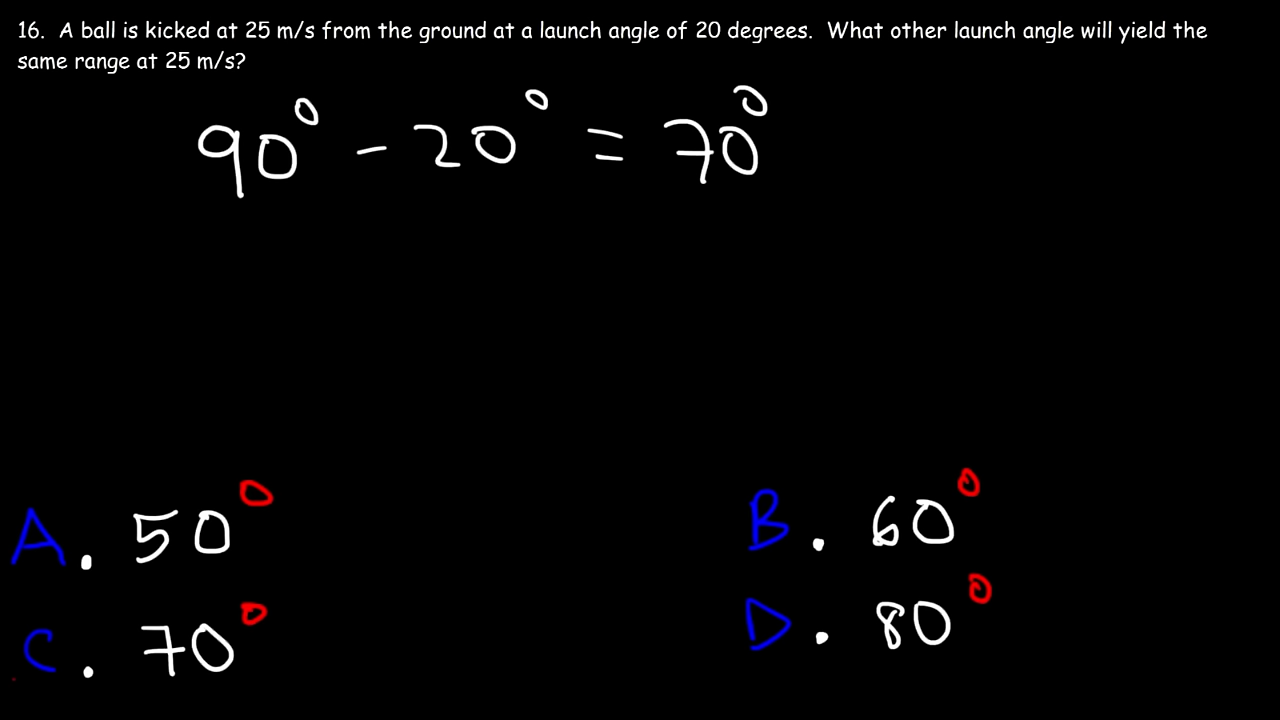 16. A ball is kicked at 25 m/s from the ground at a launch angle of 20 degrees. What other launch angle will yield the
same range at 25 m/s?
90° - 20° = 70°
A. 50°
B. 60°
C. 70°
D. 80°